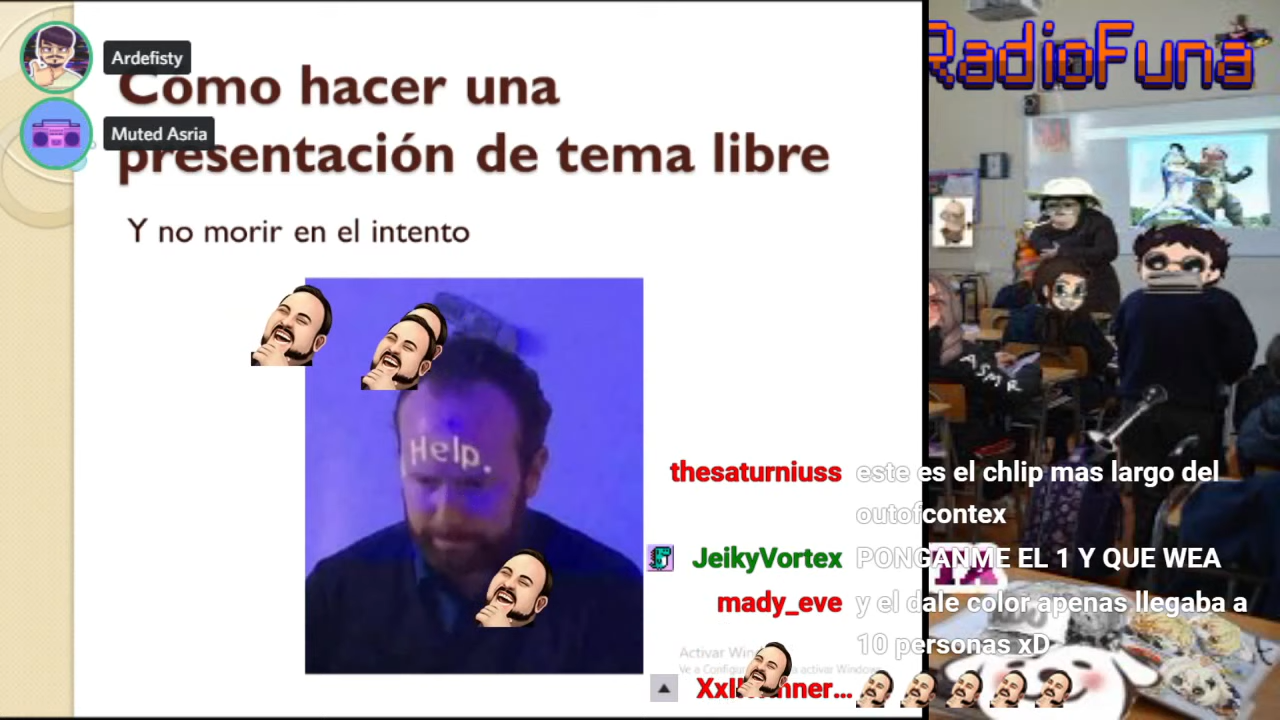 Ardefisty
RadioFuna
Como hacer una
Muted Asria
presentación de tema libre
Y no morir en el intento
Help.
ASMR
thesaturniuss este es el chlip mas largo del
outofcontex
JeikyVortex PONGANME EL 1 Y QUE WEA
mady_eve y el dale color apenas llegaba a
10 personas xD
Activar
Ve a activar Windows